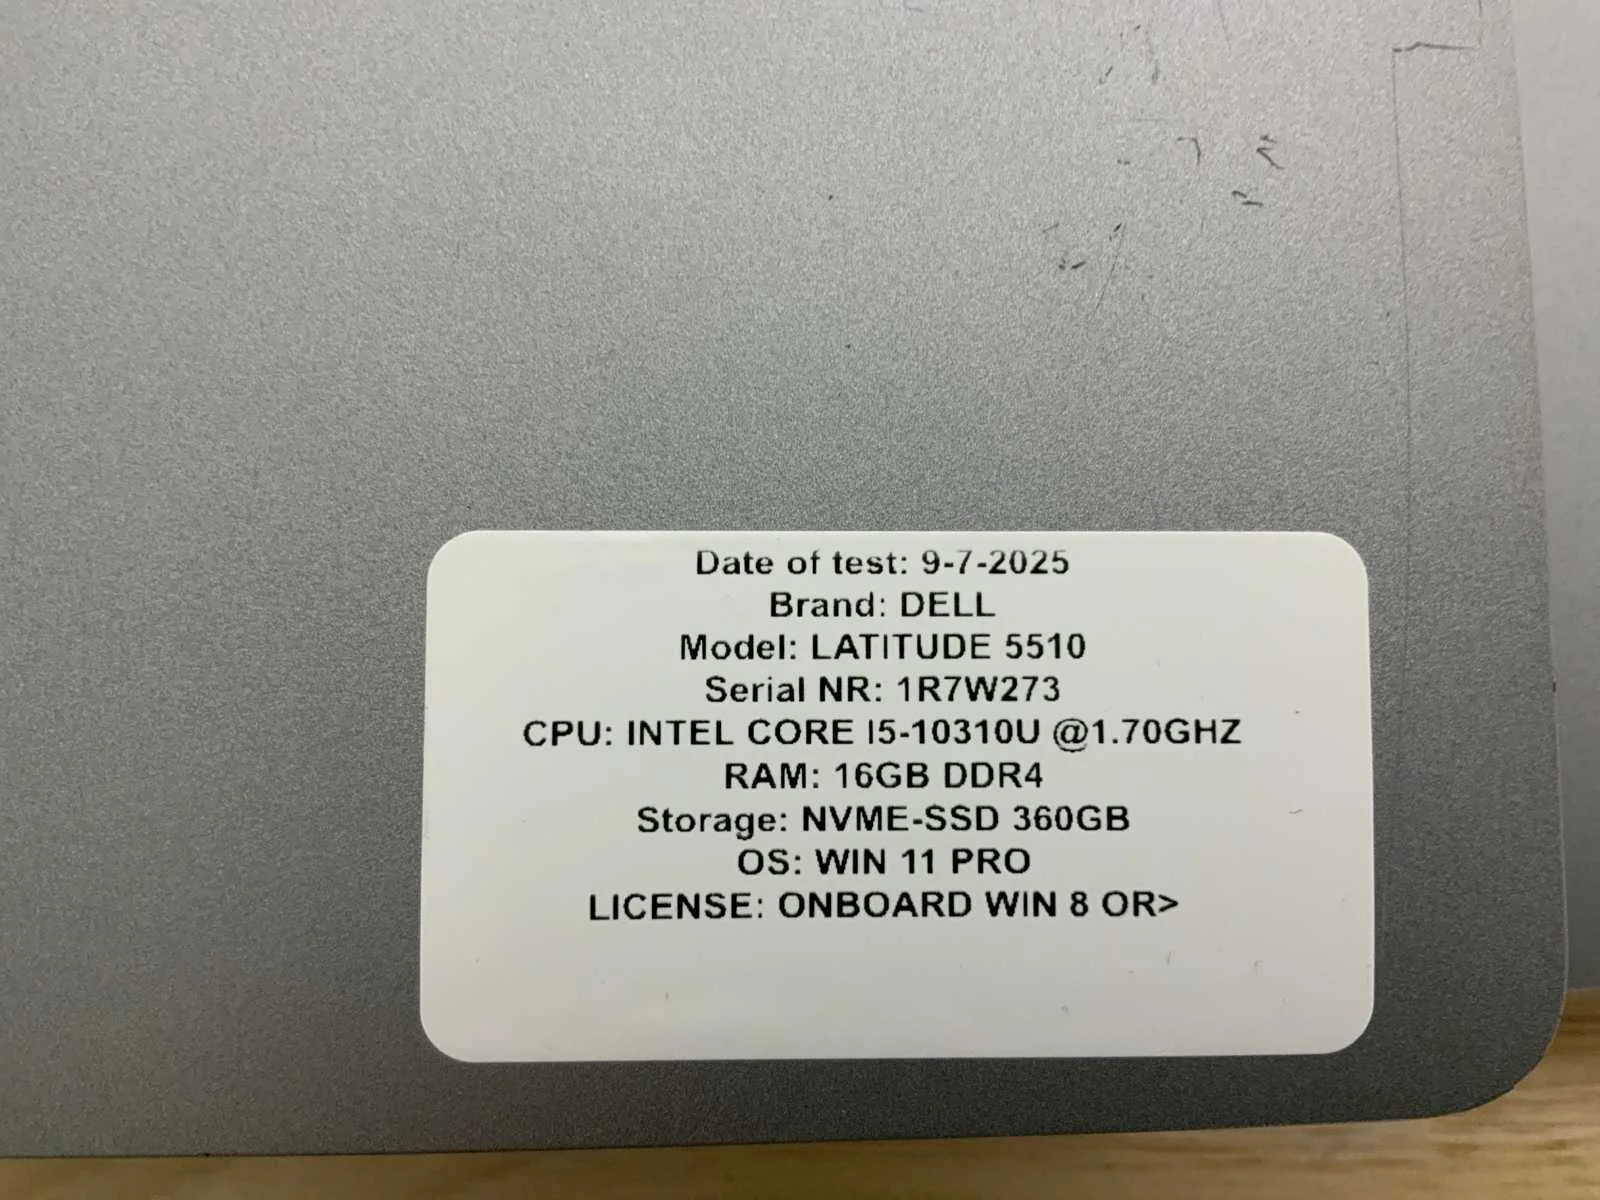 Date of test: 9-7-2025
Brand: DELL
Model: LATITUDE 5510
Serial NR: 1R7W273
CPU: INTEL CORE I5-10310U @1.70GHZ
RAM: 16GB DDR4
Storage: NVME-SSD 360GB
OS: WIN 11 PRO
LICENSE: ONBOARD WIN 8 OR>